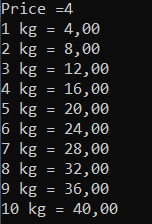 Price =4
1 kg = 4,00
2 kg = 8,00
3 kg = 12,00
4 kg = 16,00
5 kg = 20,00
6 kg = 24,00
7 kg = 28,00
8 kg = 32,00
9 kg = 36,00
10 kg = 40,00